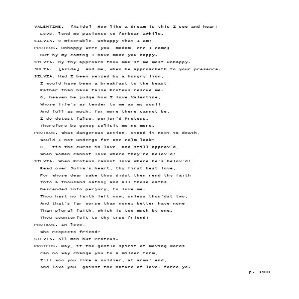 VALENTINE. [Aside] How like a dream is this I see and hear!
Love, lend me patience to forbear awhile.
SILVIA. O miserable, unhappy that I am!
PROTEUS. Unhappy were you, madam, ere I came;
But by my coming I have made you happy.
SILVIA. By thy approach thou mak'st me most unhappy.
JULIA. [Aside] And me, when he approacheth to your presence.
SILVIA. Had I been seized by a hungry lion,
I would have been a breakfast to the beast
Rather than have false Proteus rescue me.
O, heaven be judge how I love Valentine,
Whose life's as tender to me as my soul!
And full as much, for more there cannot be,
I do detest false, perjur'd Proteus.
Therefore be gone; solicit me no more.
PROTEUS. What dangerous action, stood it next to death,
Would I not undergo for one calm look?
O, 'tis the curse in love, and still approv'd,
When women cannot love where they're belov'd!
SILVIA. When Proteus cannot love where he's belov'd!
Read over Julia's heart, thy first best love,
For whose dear sake thou didst then rend thy faith
Into a thousand oaths; and all those oaths
Descended into perjury, to love me.
Thou hast no faith left now, unless thou'dst two,
And that's far worse than none; better have none
Than plural faith, which is too much by one.
Thou counterfeit to thy true friend!
PROTEUS. In love,
Who respects friend?
SILVIA. All men but Proteus.
PROTEUS. Nay, if the gentle spirit of moving words
Can no way change you to a milder form,
I'll woo you like a soldier, at arms' end,
And love you 'gainst the nature of love- force ye.